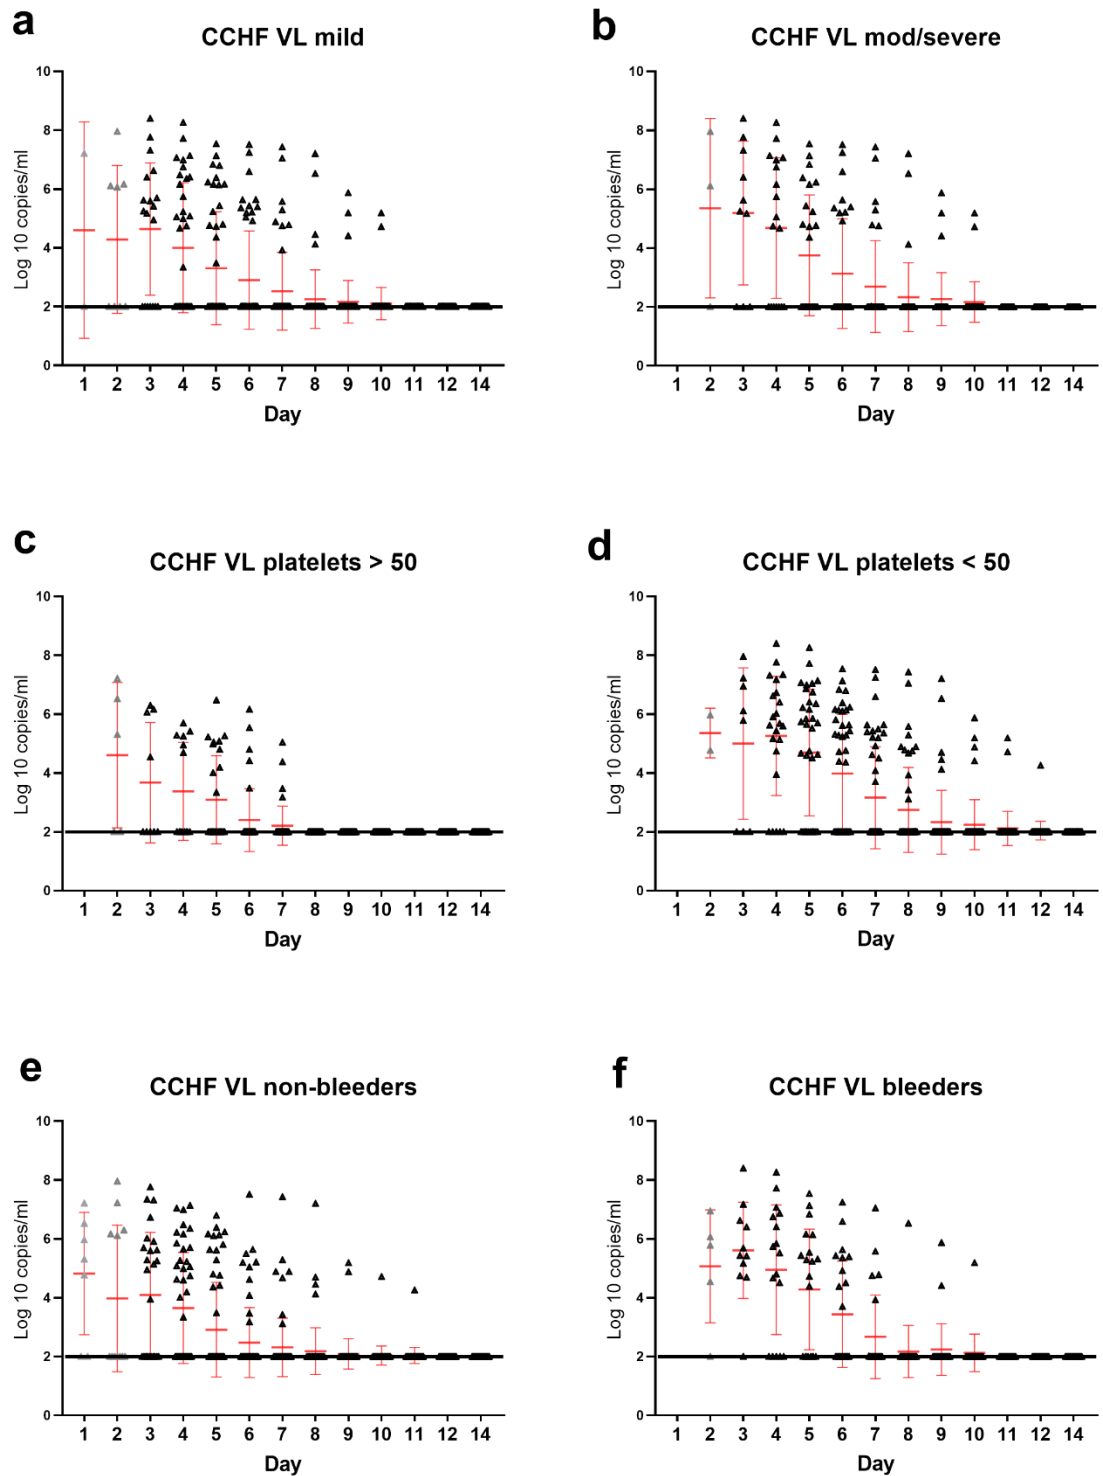 a
CCHF VL mild
10
8
6
4
2
0
Log 10 copies/ml
1 2 3 4 5 6 7 8 9 10 11 12 14
Day
b
CCHF VL mod/severe
10
8
6
4
2
0
Log 10 copies/ml
1 2 3 4 5 6 7 8 9 10 11 12 14
Day
c
CCHF VL platelets > 50
10
8
6
4
2
0
Log 10 copies/ml
1 2 3 4 5 6 7 8 9 10 11 12 14
Day
d
CCHF VL platelets < 50
10
8
6
4
2
0
Log 10 copies/ml
1 2 3 4 5 6 7 8 9 10 11 12 14
Day
e
CCHF VL non-bleeders
10
8
6
4
2
0
Log 10 copies/ml
1 2 3 4 5 6 7 8 9 10 11 12 14
Day
f
CCHF VL bleeders
10
8
6
4
2
0
Log 10 copies/ml
1 2 3 4 5 6 7 8 9 10 11 12 14
Day